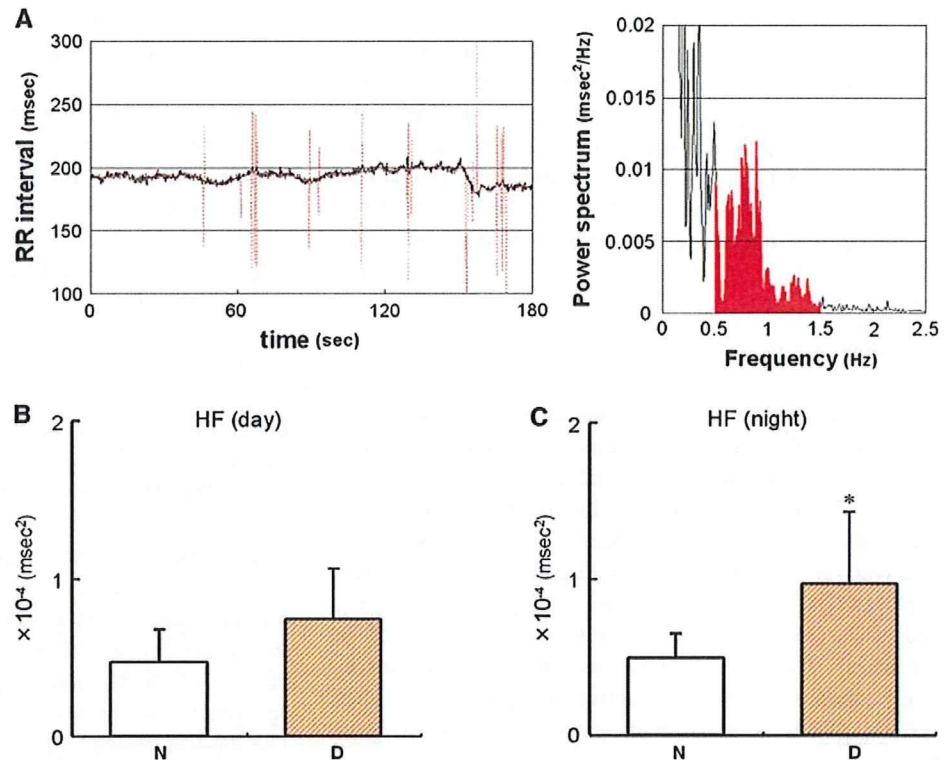 A
RR interval (msec)
300
250
200
150
100
0 60 120 180
time (sec)
Power spectrum (msec²/Hz)
0.02
0.015
0.01
0.005
0
0 0.5 1 1.5 2 2.5
Frequency (Hz)
B
HF (day)
× 10⁻⁴ (msec²)
2
1
0
N D
C
HF (night)
× 10⁻⁴ (msec²)
2
1
0
*
N D